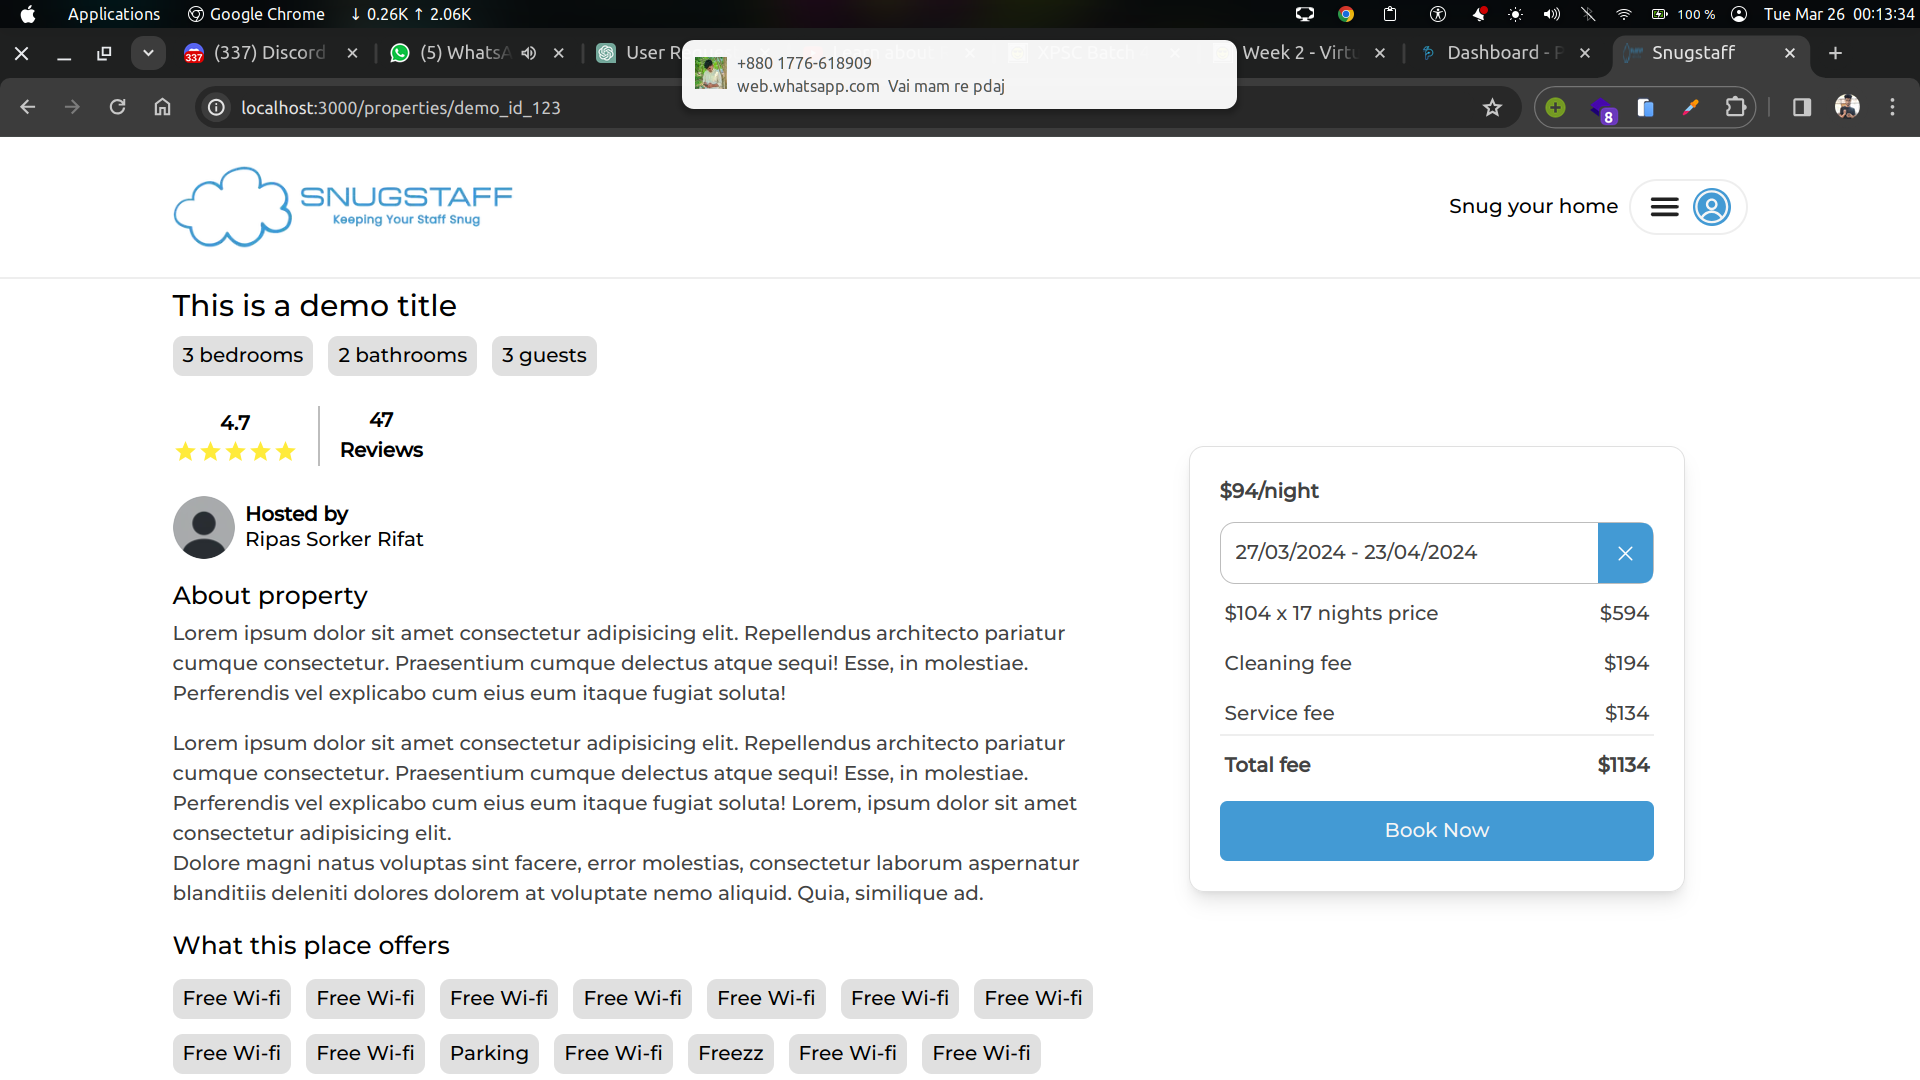 Applications Google Chrome ↓ 0.26K ↑ 2.06K 100 % Tue Mar 26 00:13:34
(337) Discord (5) WhatsA User Re XPSC Batch Week 2 - Virtu Dashboard - P Snugstaff
337
+880 1776-618909
web.whatsapp.com Vai mam re pdaj
localhost:3000/properties/demo_id_123
8
SNUGSTAFF
Keeping Your Staff Snug
Snug your home
This is a demo title
3 bedrooms 2 bathrooms 3 guests
4.7
47
Reviews
Hosted by
Ripas Sorker Rifat
About property
Lorem ipsum dolor sit amet consectetur adipisicing elit. Repellendus architecto pariatur
cumque consectetur. Praesentium cumque delectus atque sequi! Esse, in molestiae.
Perferendis vel explicabo cum eius eum itaque fugiat soluta!
Lorem ipsum dolor sit amet consectetur adipisicing elit. Repellendus architecto pariatur
cumque consectetur. Praesentium cumque delectus atque sequi! Esse, in molestiae.
Perferendis vel explicabo cum eius eum itaque fugiat soluta! Lorem, ipsum dolor sit amet
consectetur adipisicing elit.
Dolore magni natus voluptas sint facere, error molestias, consectetur laborum aspernatur
blanditiis deleniti dolores dolorem at voluptate nemo aliquid. Quia, similique ad.
What this place offers
Free Wi-fi Free Wi-fi Free Wi-fi Free Wi-fi Free Wi-fi Free Wi-fi Free Wi-fi
Free Wi-fi Free Wi-fi Parking Free Wi-fi Freezz Free Wi-fi Free Wi-fi
$94/night
27/03/2024 - 23/04/2024
$104 x 17 nights price $594
Cleaning fee $194
Service fee $134
Total fee $1134
Book Now